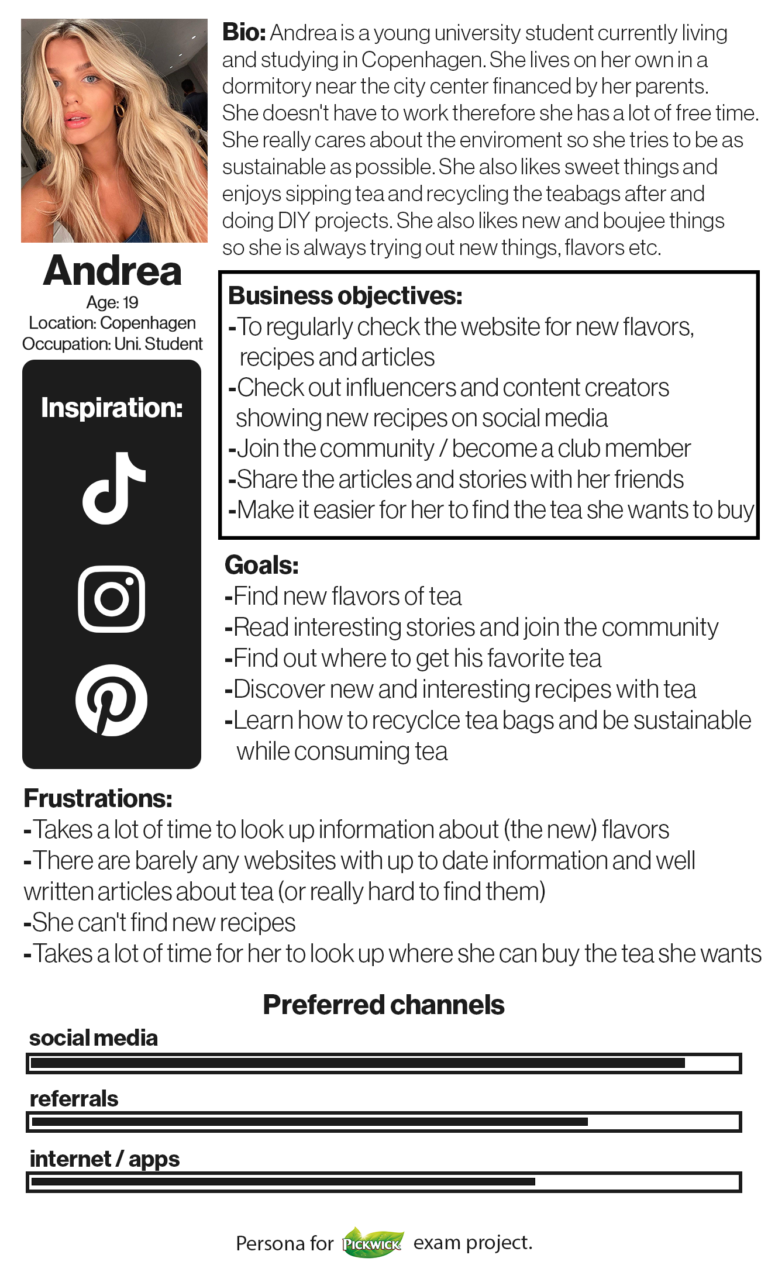 Bio: Andrea is a young university student currently living
and studying in Copenhagen. She lives on her own in a
dormitory near the city center financed by her parents.
She doesn't have to work therefore she has a lot of free time.
She really cares about the enviroment so she tries to be as
sustainable as possible. She also likes sweet things and
enjoys sipping tea and recycling the teabags after and
doing DIY projects. She also likes new and boujee things
so she is always trying out new things, flavors etc.
Andrea
Age: 19
Location: Copenhagen
Occupation: Uni. Student
Inspiration:
Business objectives:
-To regularly check the website for new flavors,
recipes and articles
-Check out influencers and content creators
showing new recipes on social media
-Join the community / become a club member
-Share the articles and stories with her friends
-Make it easier for her to find the tea she wants to buy
Goals:
-Find new flavors of tea
-Read interesting stories and join the community
-Find out where to get his favorite tea
-Discover new and interesting recipes with tea
-Learn how to recyclce tea bags and be sustainable
while consuming tea
Frustrations:
-Takes a lot of time to look up information about (the new) flavors
-There are barely any websites with up to date information and well
written articles about tea (or really hard to find them)
-She can't find new recipes
-Takes a lot of time for her to look up where she can buy the tea she wants
Preferred channels
social media
referrals
internet / apps
Persona for PICKWICK exam project.